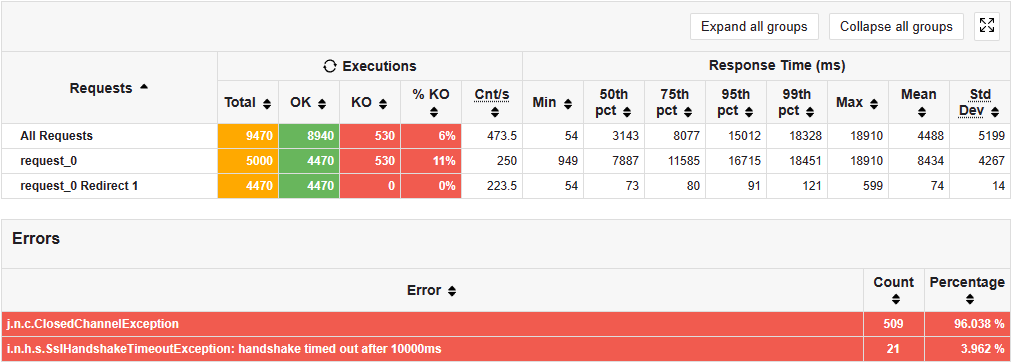 Expand all groups Collapse all groups
Executions Response Time (ms)
Requests Total OK KO % KO Cnt/s Min 50th pct 75th pct 95th pct 99th pct Max Mean Std Dev
All Requests 9470 8940 530 6% 473.5 54 3143 8077 15012 18328 18910 4488 5199
request_0 5000 4470 530 11% 250 949 7887 11585 16715 18451 18910 8434 4267
request_0 Redirect 1 4470 4470 0 0% 223.5 54 73 80 91 121 599 74 14
Errors
Error Count Percentage
j.n.c.ClosedChannelException 509 96.038 %
i.n.h.s.SslHandshakeTimeoutException: handshake timed out after 10000ms 21 3.962 %